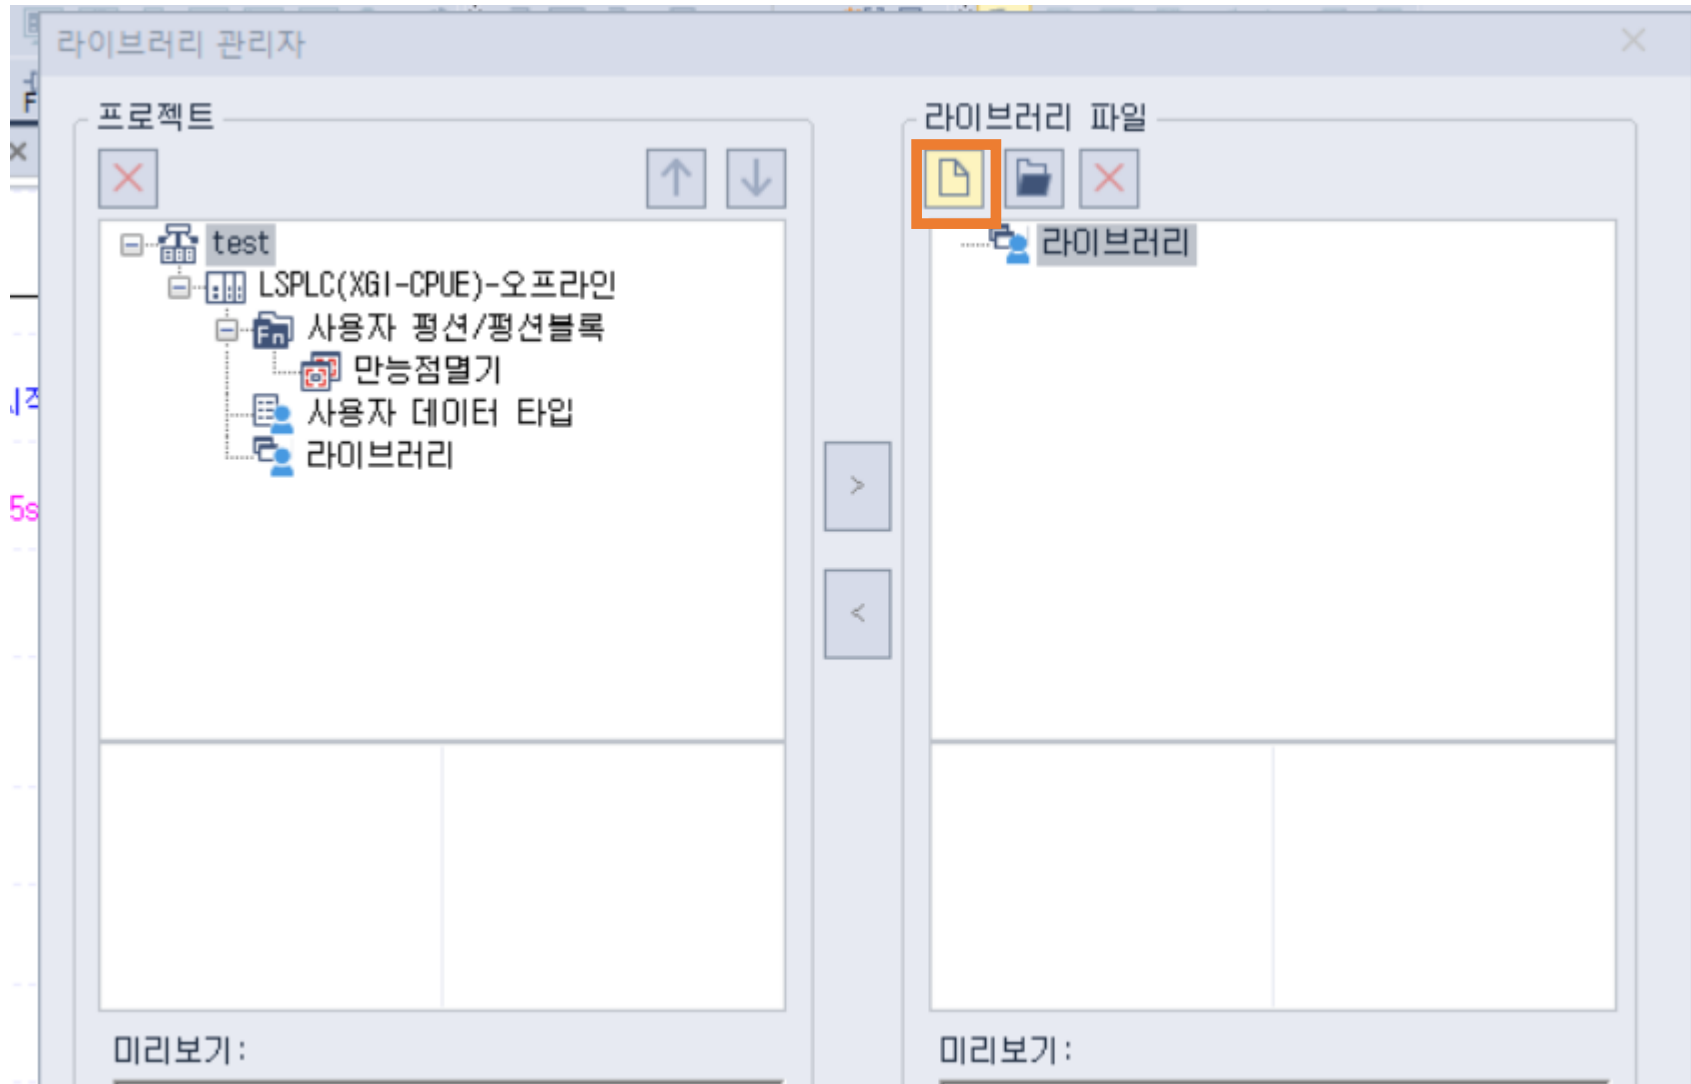 라이브러리 관리자
프로젝트
test
LSPLC(XGI-CPUE)-오프라인
사용자 펑션/펑션블록
만능점멸기
사용자 데이터 타입
라이브러리
미리보기:
>
<
라이브러리 파일
라이브러리
미리보기:
5s